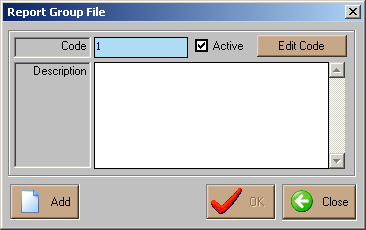 Report Group File
Code 1 Active Edit Code
Description
Add OK Close